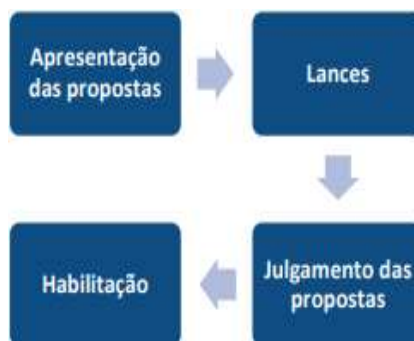 Apresentação
das propostas
Lances
Julgamento das
propostas
Habilitação